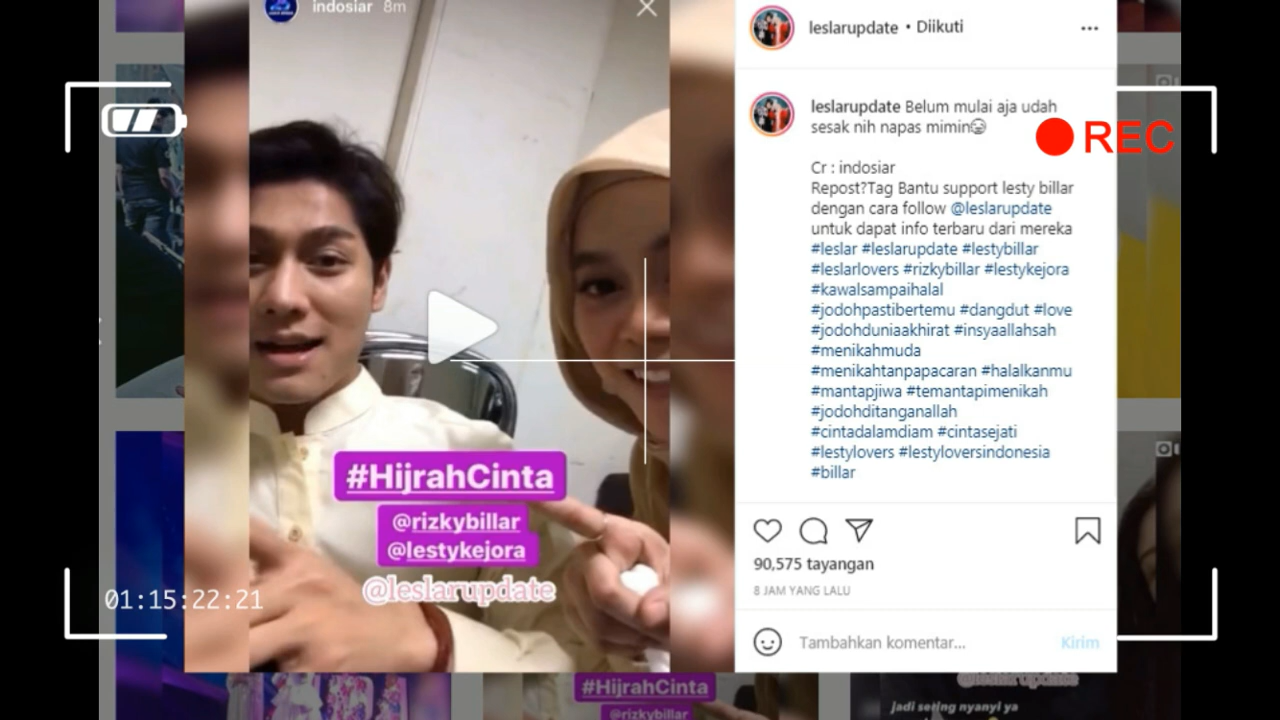 indosiar 8m
#HijrahCinta
@rizkybillar
@lestykejora
@leslarupdate
leslarupdate • Diikuti
leslarupdate Belum mulai aja udah
sesak nih napas mimin
Cr : indosiar
Repost?Tag Bantu support lesty billar
dengan cara follow @leslarupdate
untuk dapat info terbaru dari mereka
#leslar #leslarupdate #lestybillar
#leslarlovers #rizkybillar #lestykejora
#kawalsampaihalal
#jodohpastibertemu #dangdut #love
#jodohduniaakhirat #insyaallahsah
#menikahmuda
#menikahtanpapacaran #halalkanmu
#mantapjiwa #temantapimenikah
#jodohditanganallah
#cintadalamdiam #cintasejati
#lestylovers #lestyloversindonesia
#billar
90,575 tayangan
8 JAM YANG LALU
Tambahkan komentar... Kirim
REC
01:15:22:21
#HijrahCinta
@rizkybillar
@leslarupdate
jadi sering nyanyi ya